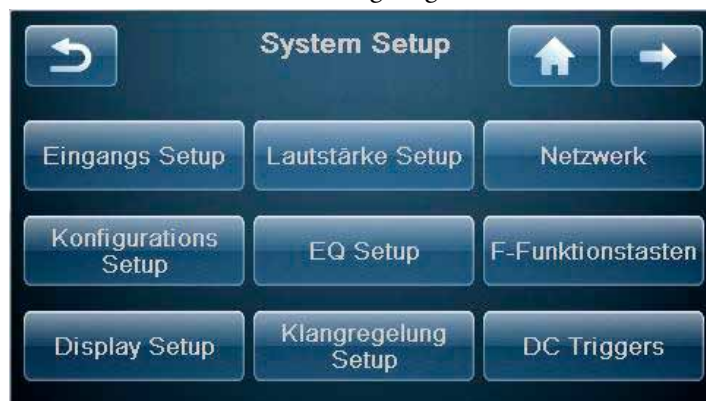 System Setup
Eingangs Setup
Lautstärke Setup
Netzwerk
Konfigurations
Setup
EQ Setup
F-Funktionstasten
Display Setup
Klangregelung
Setup
DC Triggers